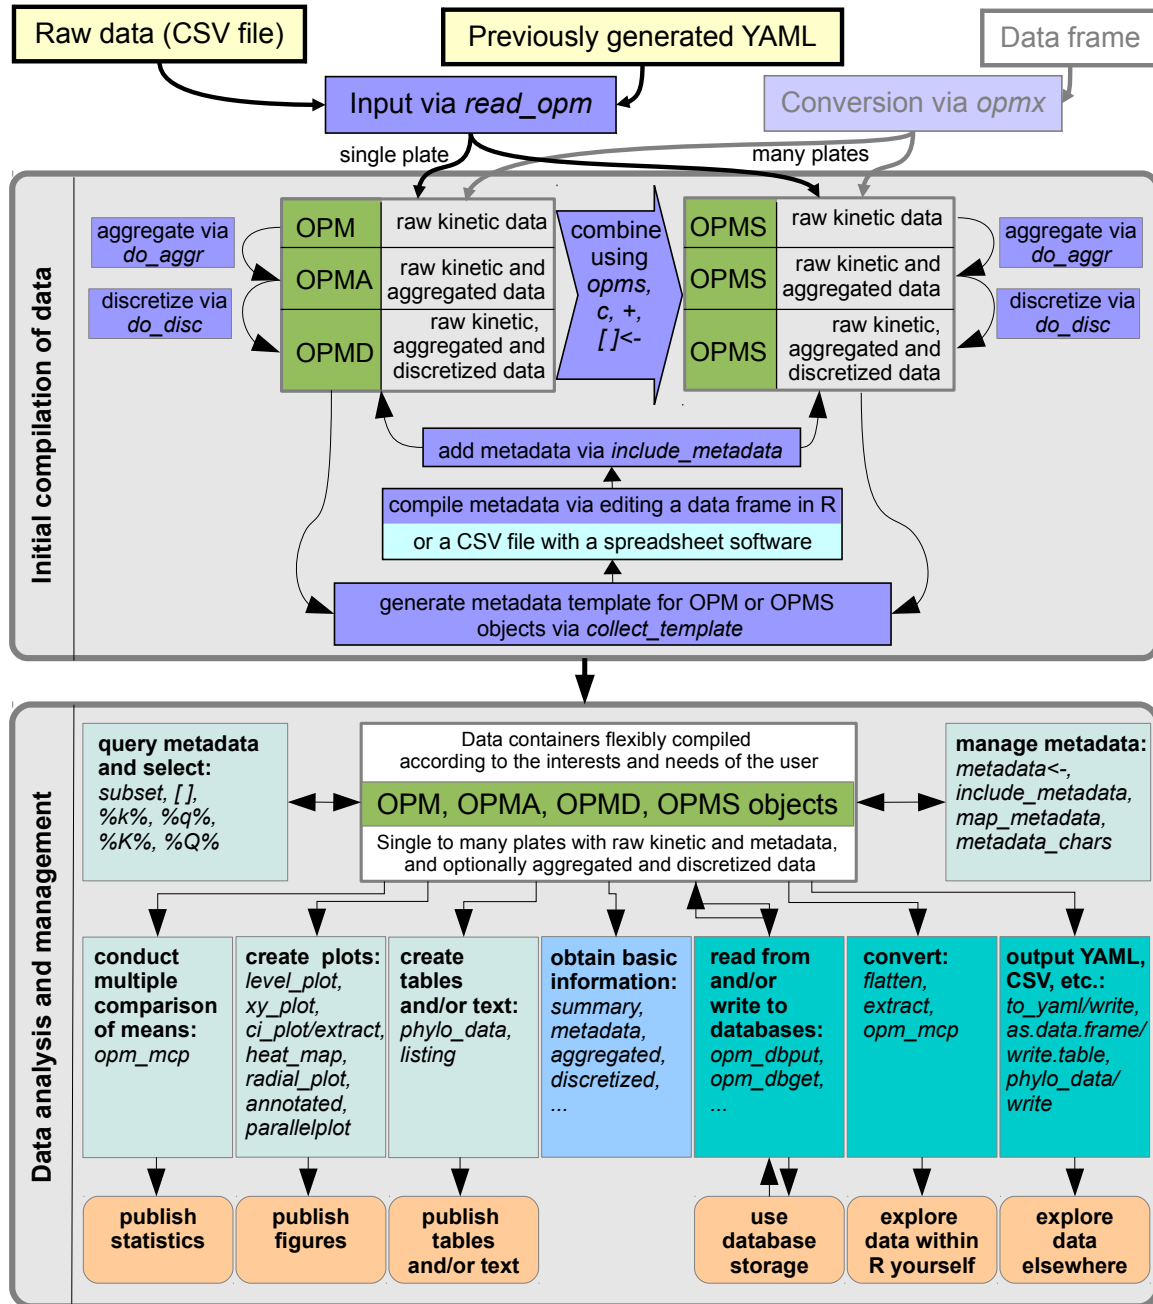 Raw data (CSV file)
Previously generated YAML
Data frame
Input via read_opm
Conversion via opmx
single plate
many plates
Initial compilation of data
aggregate via
do_aggr
discretize via
do_disc
OPM
raw kinetic data
OPMA
raw kinetic and
aggregated data
OPMD
raw kinetic,
aggregated and
discretized data
combine
using
opms,
c, +,
[ ]<-
OPMS
raw kinetic data
OPMS
raw kinetic and
aggregated data
OPMS
raw kinetic,
aggregated and
discretized data
aggregate via
do_aggr
discretize via
do_disc
add metadata via include_metadata
compile metadata via editing a data frame in R
or a CSV file with a spreadsheet software
generate metadata template for OPM or OPMS
objects via collect_template
Data analysis and management
query metadata
and select:
subset, [ ],
%k%, %q%,
%K%, %Q%
Data containers flexibly compiled
according to the interests and needs of the user
OPM, OPMA, OPMD, OPMS objects
Single to many plates with raw kinetic and metadata,
and optionally aggregated and discretized data
manage metadata:
metadata<-,
include_metadata,
map_metadata,
metadata_chars
conduct
multiple
comparison
of means:
opm_mcp
create plots:
level_plot,
xy_plot,
ci_plot/extract,
heat_map,
radial_plot,
annotated,
parallelplot
create
tables
and/or text:
phylo_data,
listing
obtain basic
information:
summary,
metadata,
aggregated,
discretized,
...
read from
and/or
write to
databases:
opm_dbput,
opm_dbget,
...
convert:
flatten,
extract,
opm_mcp
output YAML,
CSV, etc.:
to_yaml/write,
as.data.frame/
write.table,
phylo_data/
write
publish
statistics
publish
figures
publish
tables
and/or text
use
database
storage
explore
data within
R yourself
explore
data
elsewhere